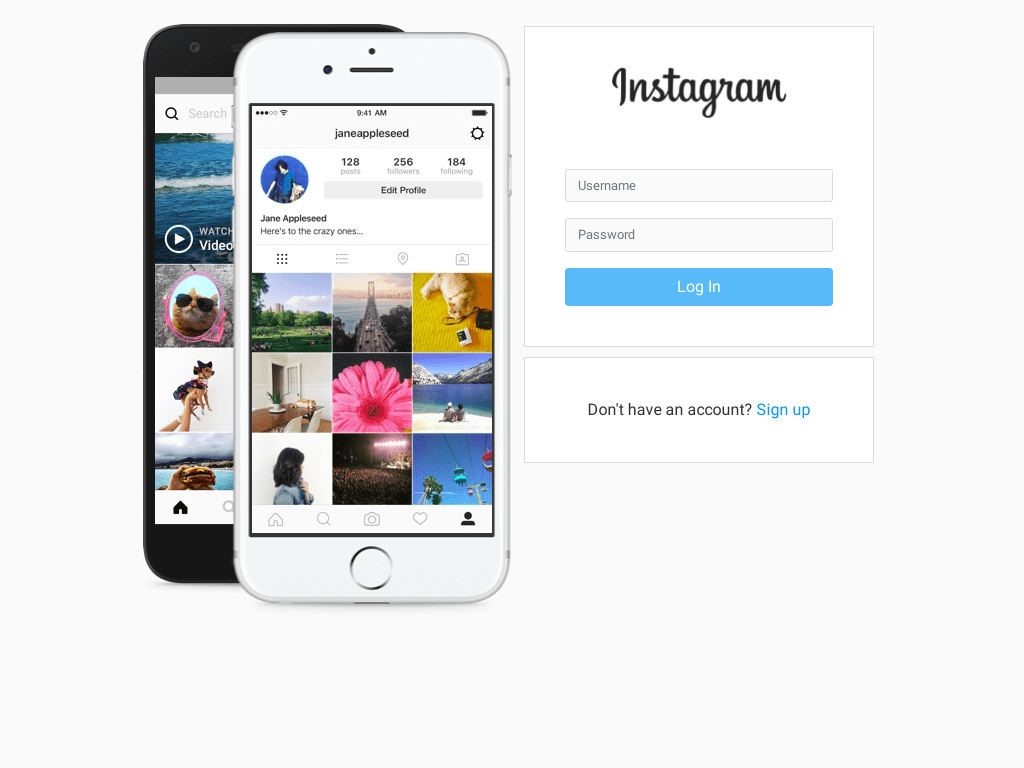 Search
WATCH
Video
9:41 AM
janeappleseed
128 256 184
posts followers following
Edit Profile
Jane Appleseed
Here's to the crazy ones...
Instagram
Username
Password
Log In
Don't have an account? Sign up